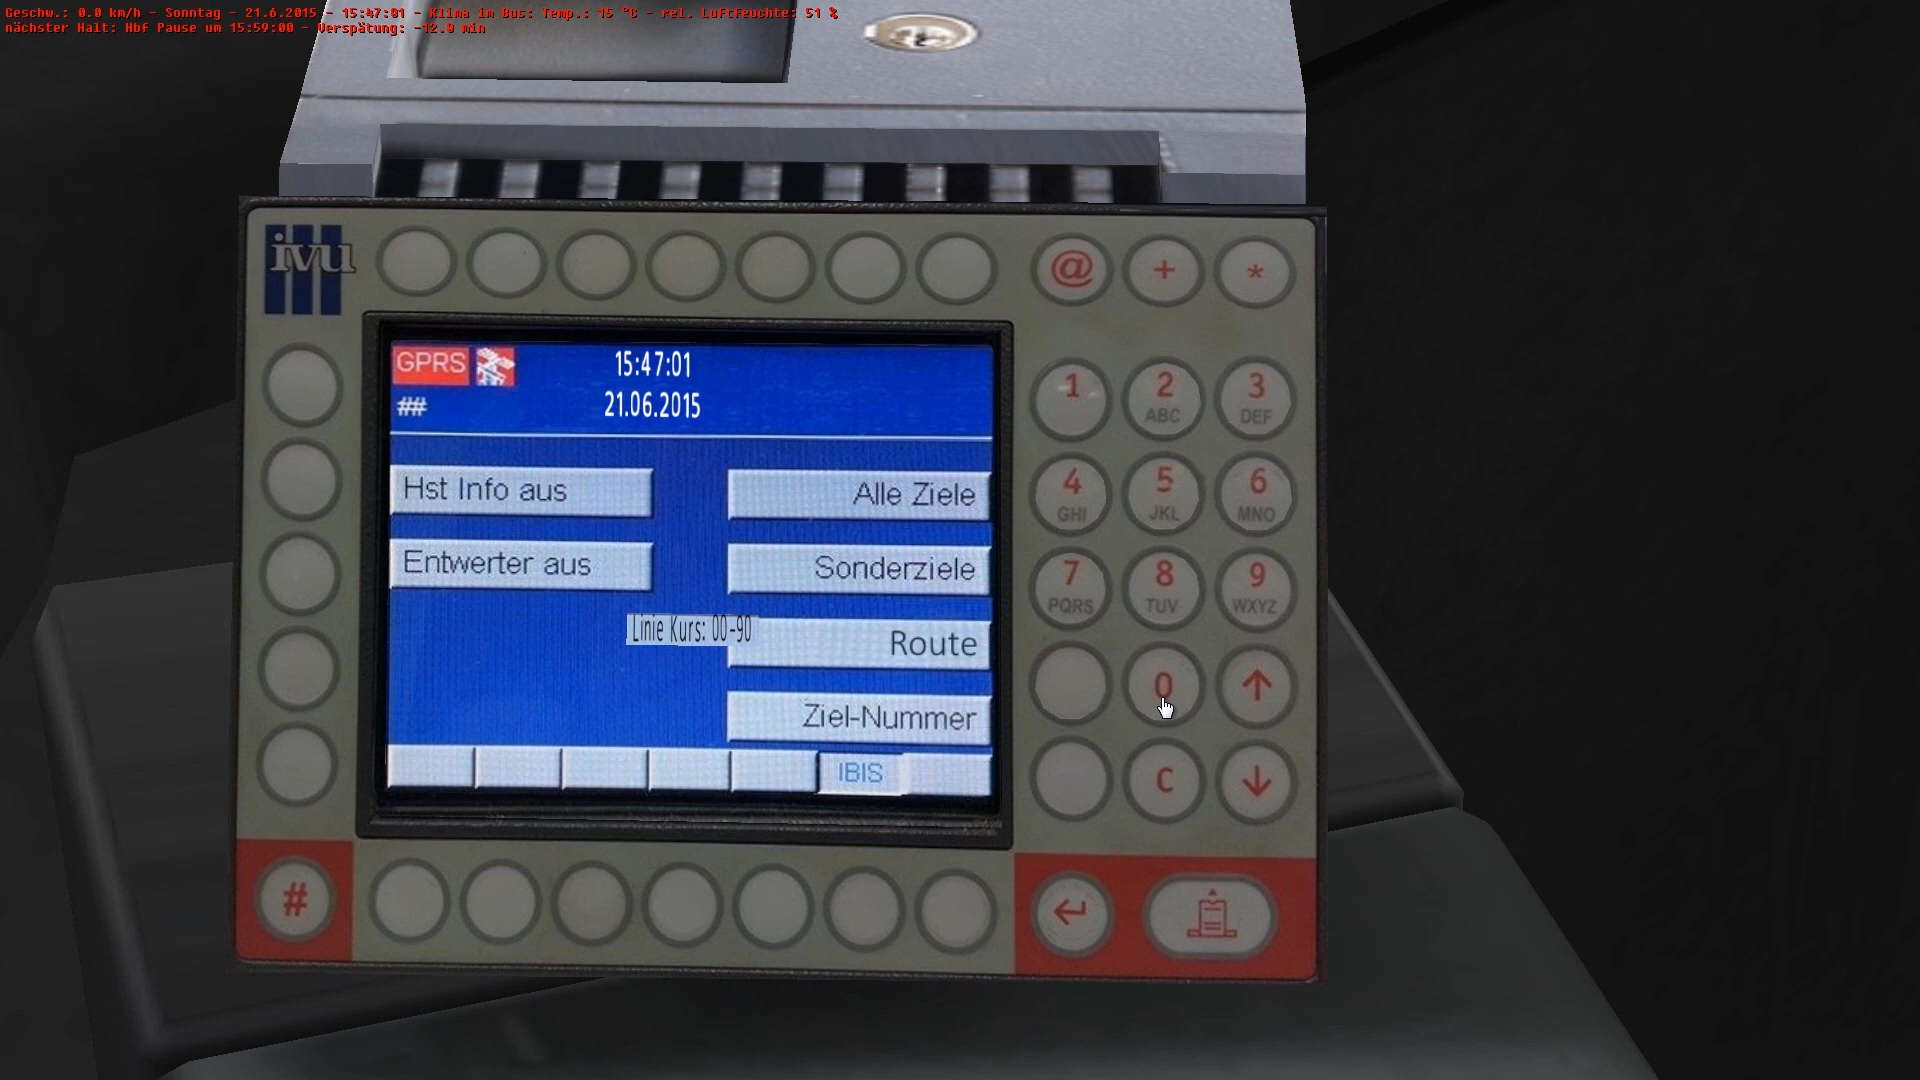 Geschw.: 0.0 km/h - Sonntag - 21.6.2015 - 15:47:01 - Klima im Bus: Temp.: 15 °C - rel. Luftfeuchte: 51 %
nächster Halt: Hbf Pause um 15:59:00 - Verspätung: -12.0 min
ivu
@ + *
GPRS 15:47:01
## 21.06.2015
1 2 ABC 3 DEF
Hst Info aus Alle Ziele
4 GHI 5 JKL 6 MNO
Entwerter aus Sonderziele
7 PQRS 8 TUV 9 WXYZ
Linie Kurs: 00-90 Route
0 ↑
Ziel-Nummer
IBIS
C ↓
# ↵